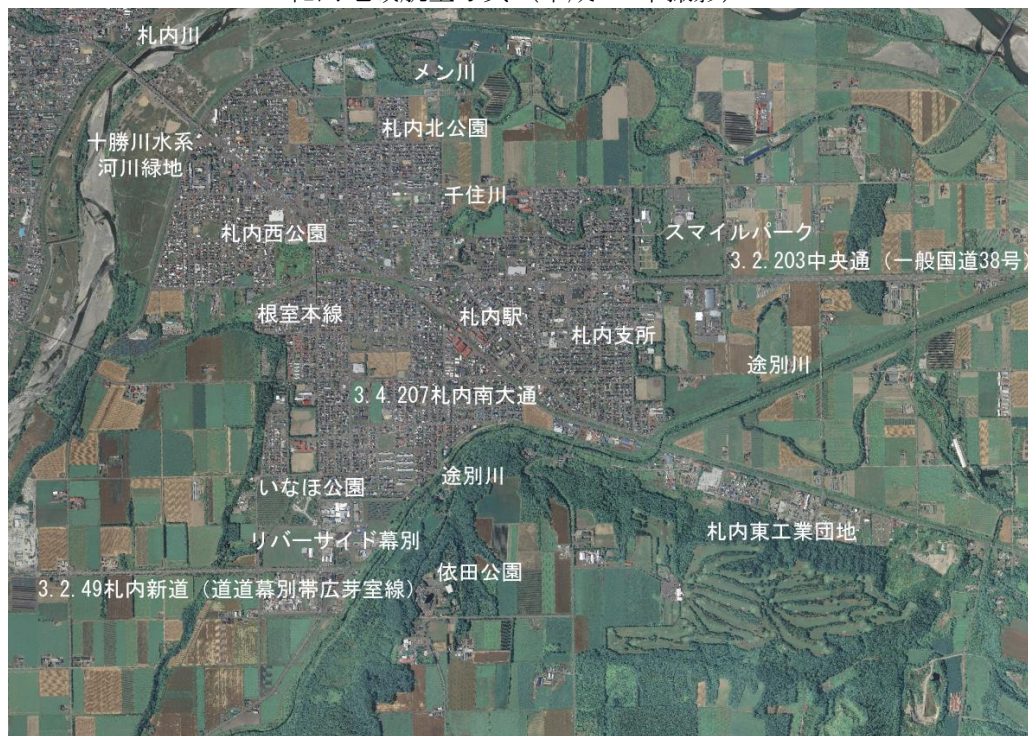 札内川
メン川
札内北公園
十勝川水系
河川緑地
千住川
札内西公園
スマイルパーク
3.2.203中央通（一般国道38号）
根室本線
札内駅
札内支所
途別川
3.4.207札内南大通
途別川
いなほ公園
リバーサイド幕別
札内東工業団地
依田公園
3.2.49札内新道（道道幕別帯広芽室線）